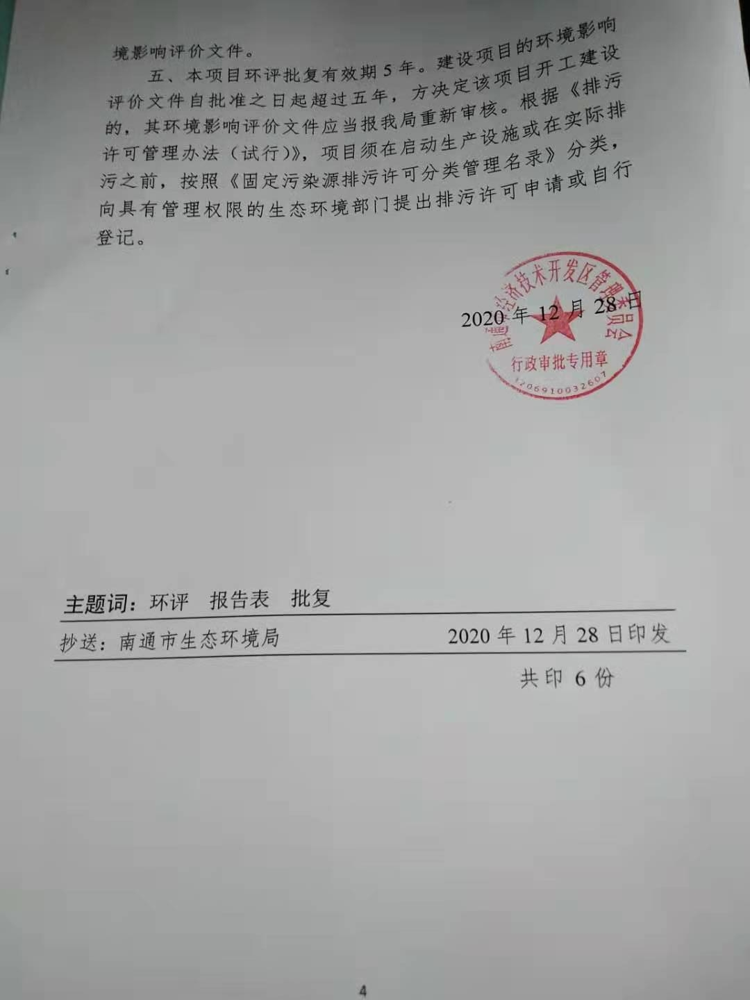 境影响评价文件。
五、本项目环评批复有效期 5 年。建设项目的环境影响
评价文件自批准之日起超过五年，方决定该项目开工建设
的，其环境影响评价文件应当报我局重新审核。根据《排污
许可管理办法（试行）》，项目须在启动生产设施或在实际排
污之前，按照《固定污染源排污许可分类管理名录》分类，
向具有管理权限的生态环境部门提出排污许可申请或自行
登记。
经济技术开发区管理委员会
2020 年 12 月 28 日
行政审批专用章
206910032607
主题词：环评 报告表 批复
抄送：南通市生态环境局 2020 年 12 月 28 日印发
共印 6 份
4